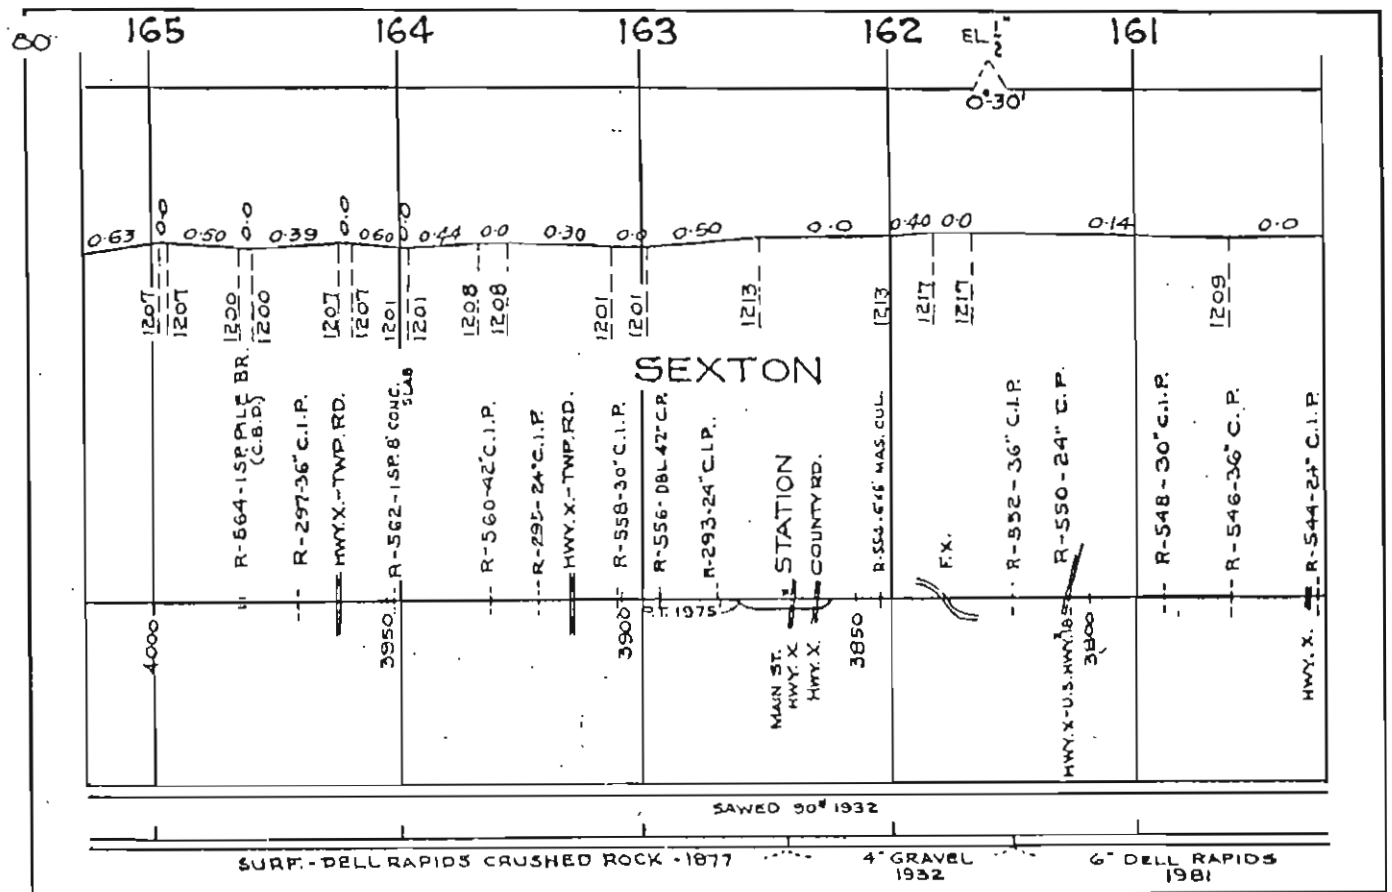 80 165 164 163 162 EL 1" 161
2
0°30'
0.63 0.0 0.50 0.0 0.39 0.0 0.60 0.0 0.44 0.0 0.30 0.0 0.50 0.0 0.40 0.0 0.14 0.0
1207 1207 1200 1200 1207 1207 1201 1201 1208 1208 1201 1201 1213 1213 1217 1217 1209
SEXTON
R-564-1SP. PILE BR.
(C.B.D.)
R-297-36" C.I.P.
HWY.X.-TWP.RD.
R-562-1SP. 8' CONC.
SLAB
R-560-42" C.I.P.
R-295-24" C.I.P.
HWY.X.-TWP.RD.
R-558-30" C.I.P.
R-556-DBL.42" C.P.
R-293-24" C.I.P.
STATION
COUNTY RD.
R-554-6'x6' MAS. CUL.
F.X.
R-552-36" C.I.P.
R-550-24" C.P.
R-548-30" C.I.P.
R-546-36" C.P.
R-544-24" C.I.P.
P.T. 1975
4000 3950 3900 3850 3800
MAIN ST.
HWY. X
HWY. X.
HWY. X-U.S. HWY.
HWY. X.
SAWED 90# 1932
SURF.-DELL RAPIDS CRUSHED ROCK-1977 4" GRAVEL 6" DELL RAPIDS
1932 1981